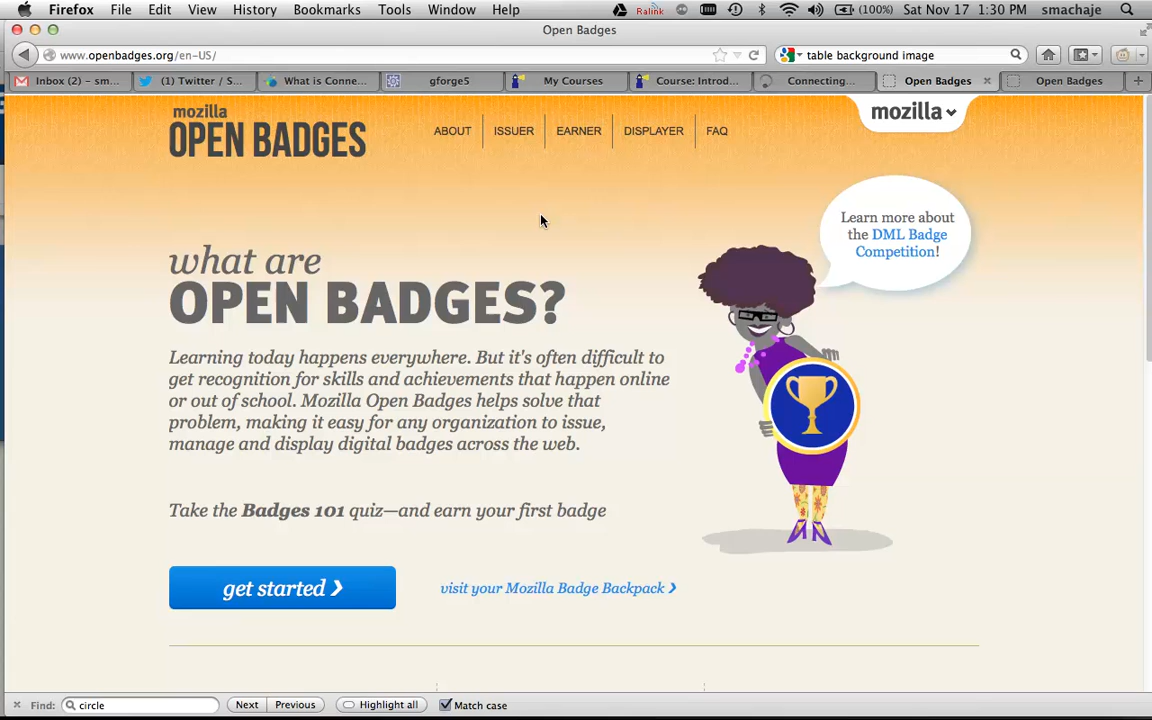 Firefox File Edit View History Bookmarks Tools Window Help Ralink (100%) Sat Nov 17 1:30 PM smachaje
Open Badges
www.openbadges.org/en-US/ table background image
Inbox (2) – sm... (1) Twitter / S... What is Conne... gforge5 My Courses Course: Introd... Connecting... Open Badges Open Badges
mozilla
OPEN BADGES
ABOUT ISSUER EARNER DISPLAYER FAQ
mozilla
Learn more about
the DML Badge
Competition!
what are
OPEN BADGES?
Learning today happens everywhere. But it's often difficult to
get recognition for skills and achievements that happen online
or out of school. Mozilla Open Badges helps solve that
problem, making it easy for any organization to issue,
manage and display digital badges across the web.
Take the Badges 101 quiz—and earn your first badge
get started ❯
visit your Mozilla Badge Backpack ❯
Find: circle Next Previous Highlight all Match case